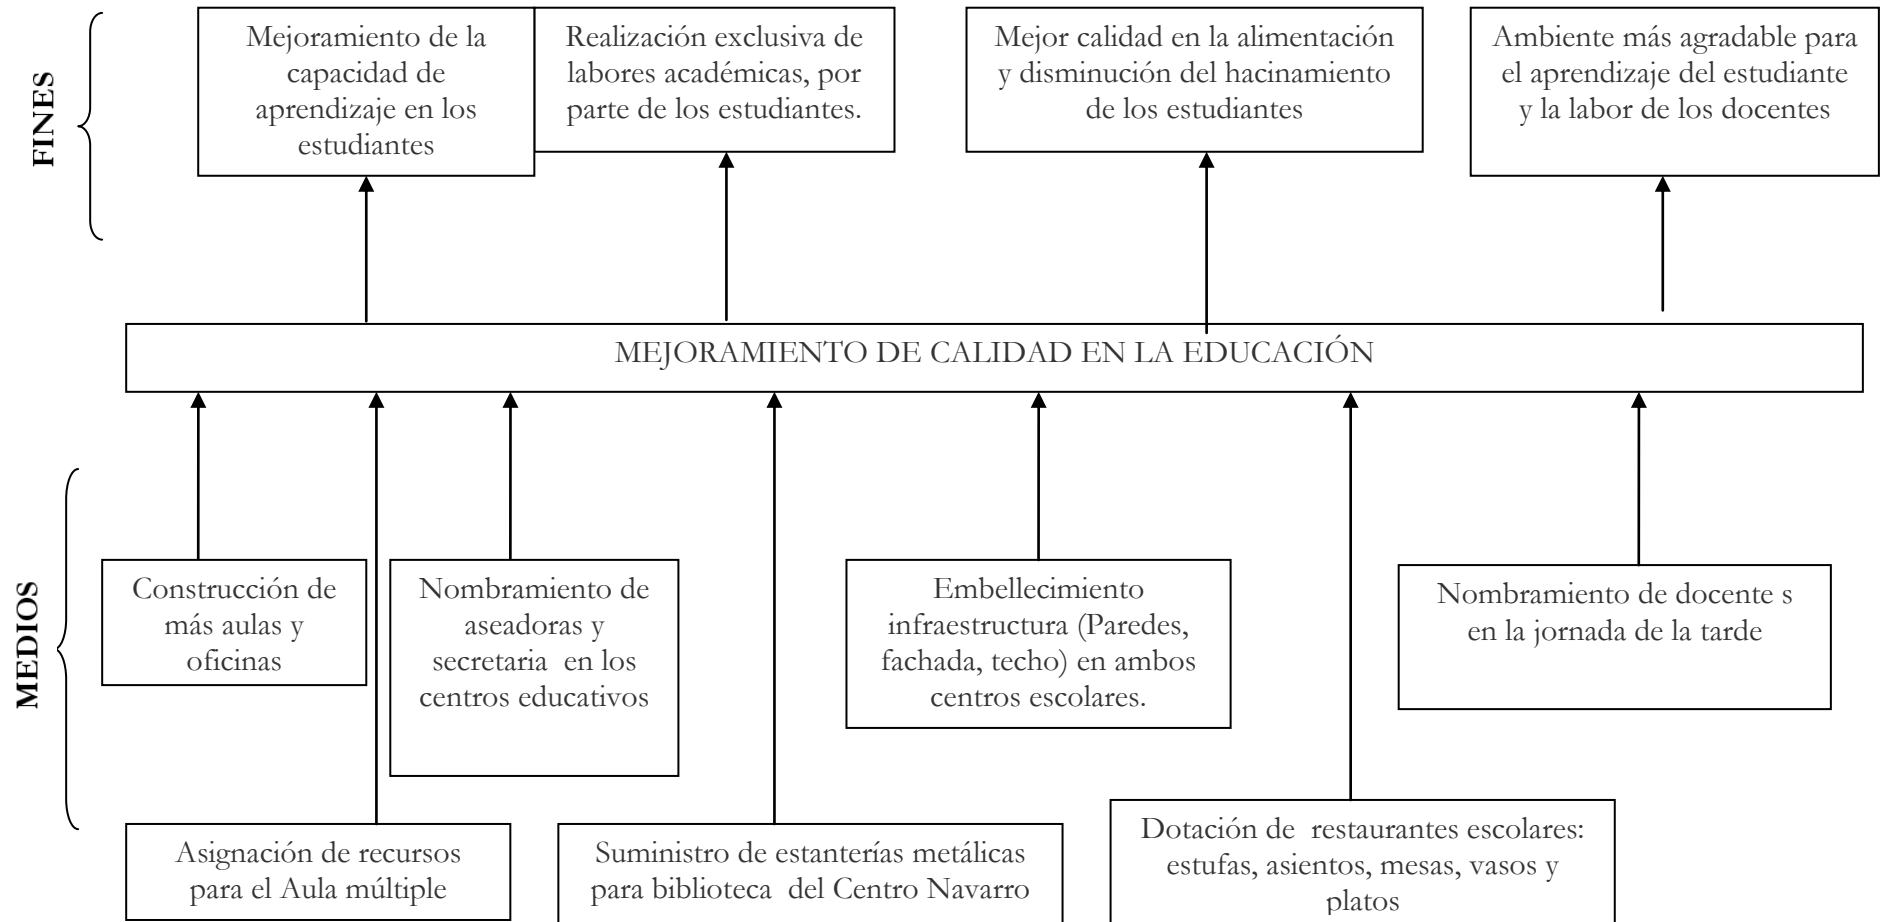 FINES
Mejoramiento de la
capacidad de
aprendizaje en los
estudiantes
Realización exclusiva de
labores académicas, por
parte de los estudiantes.
Mejor calidad en la alimentación
y disminución del hacinamiento
de los estudiantes
Ambiente más agradable para
el aprendizaje del estudiante
y la labor de los docentes
MEJORAMIENTO DE CALIDAD EN LA EDUCACIÓN
MEDIOS
Construcción de
más aulas y
oficinas
Nombramiento de
aseadoras y
secretaria en los
centros educativos
Embellecimiento
infraestructura (Paredes,
fachada, techo) en ambos
centros escolares.
Nombramiento de docente s
en la jornada de la tarde
Asignación de recursos
para el Aula múltiple
Suministro de estanterías metálicas
para biblioteca del Centro Navarro
Dotación de restaurantes escolares:
estufas, asientos, mesas, vasos y
platos